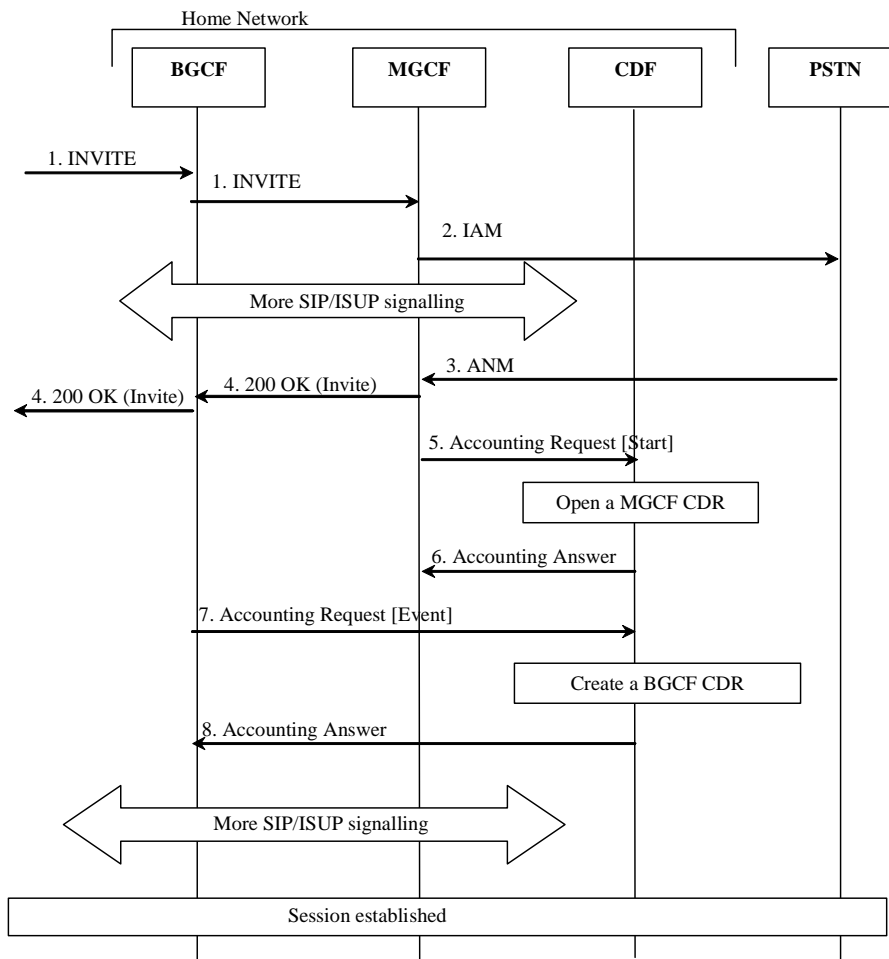 Home Network
BGCF
MGCF
CDF
PSTN
1. INVITE
1. INVITE
2. IAM
More SIP/ISUP signalling
3. ANM
4. 200 OK (Invite)
4. 200 OK (Invite)
5. Accounting Request [Start]
Open a MGCF CDR
6. Accounting Answer
7. Accounting Request [Event]
Create a BGCF CDR
8. Accounting Answer
More SIP/ISUP signalling
Session established